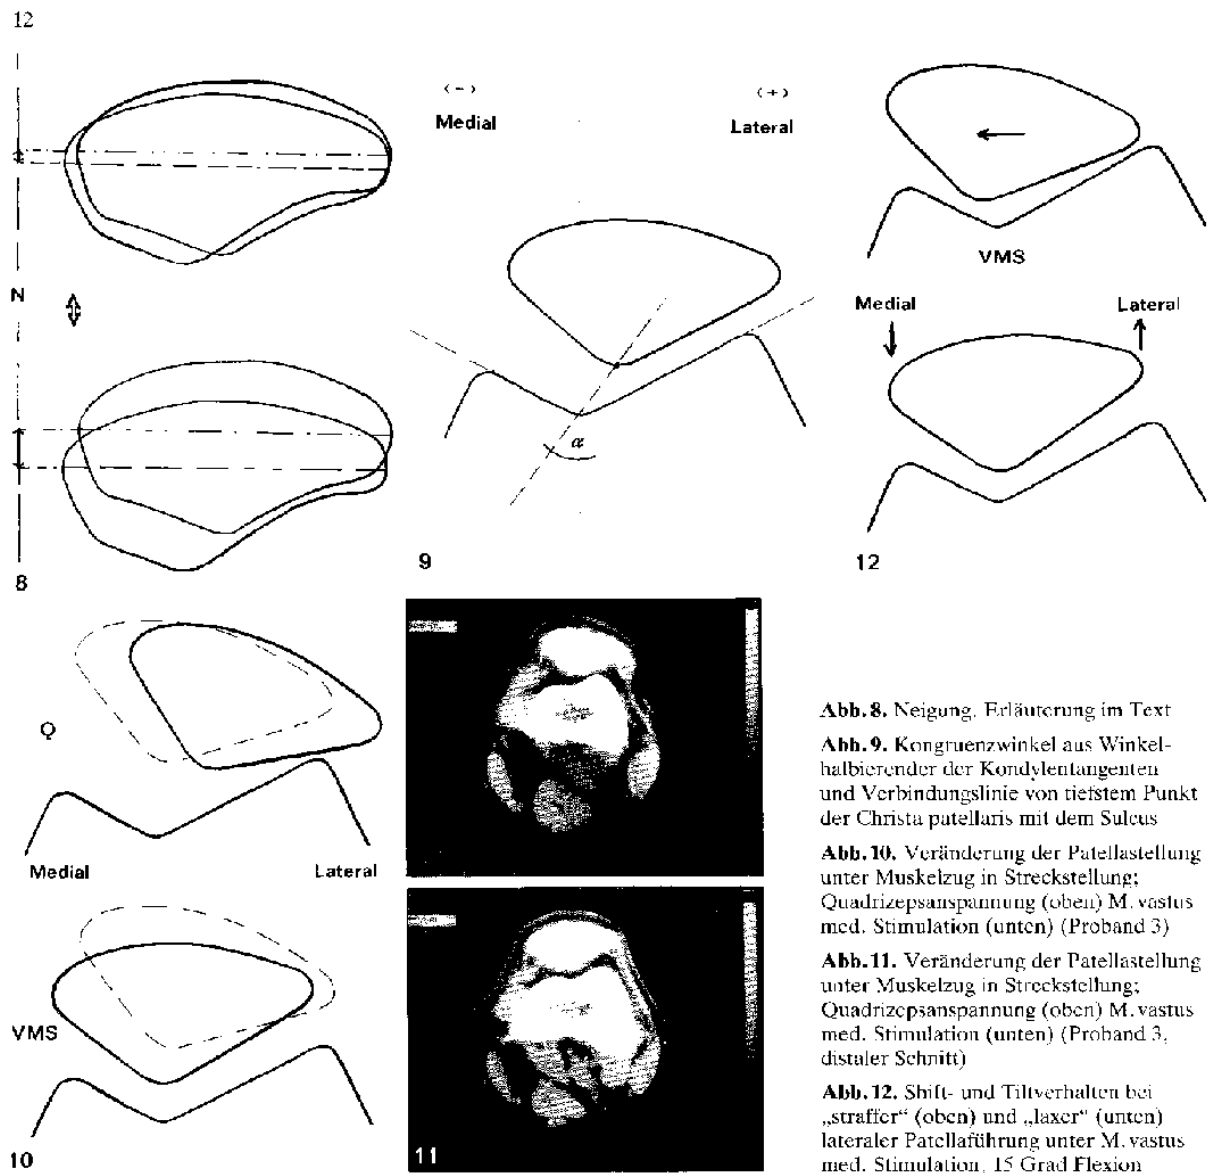 12
N
8
(-)
Medial
(+)
Lateral
α
9
VMS
Medial
Lateral
12
Q
Medial
Lateral
VMS
10
11
Abb. 8. Neigung. Erläuterung im Text
Abb. 9. Kongruenzwinkel aus Winkel-
halbierender der Kondylentangenten
und Verbindungslinie von tiefstem Punkt
der Christa patellaris mit dem Sulcus
Abb. 10. Veränderung der Patellastellung
unter Muskelzug in Streckstellung;
Quadrizepsanspannung (oben) M. vastus
med. Stimulation (unten) (Proband 3)
Abb. 11. Veränderung der Patellastellung
unter Muskelzug in Streckstellung;
Quadrizepsanspannung (oben) M. vastus
med. Stimulation (unten) (Proband 3,
distaler Schnitt)
Abb. 12. Shift- und Tiltverhalten bei
„straffer“ (oben) und „laxer“ (unten)
lateraler Patellaführung unter M. vastus
med. Stimulation, 15 Grad Flexion